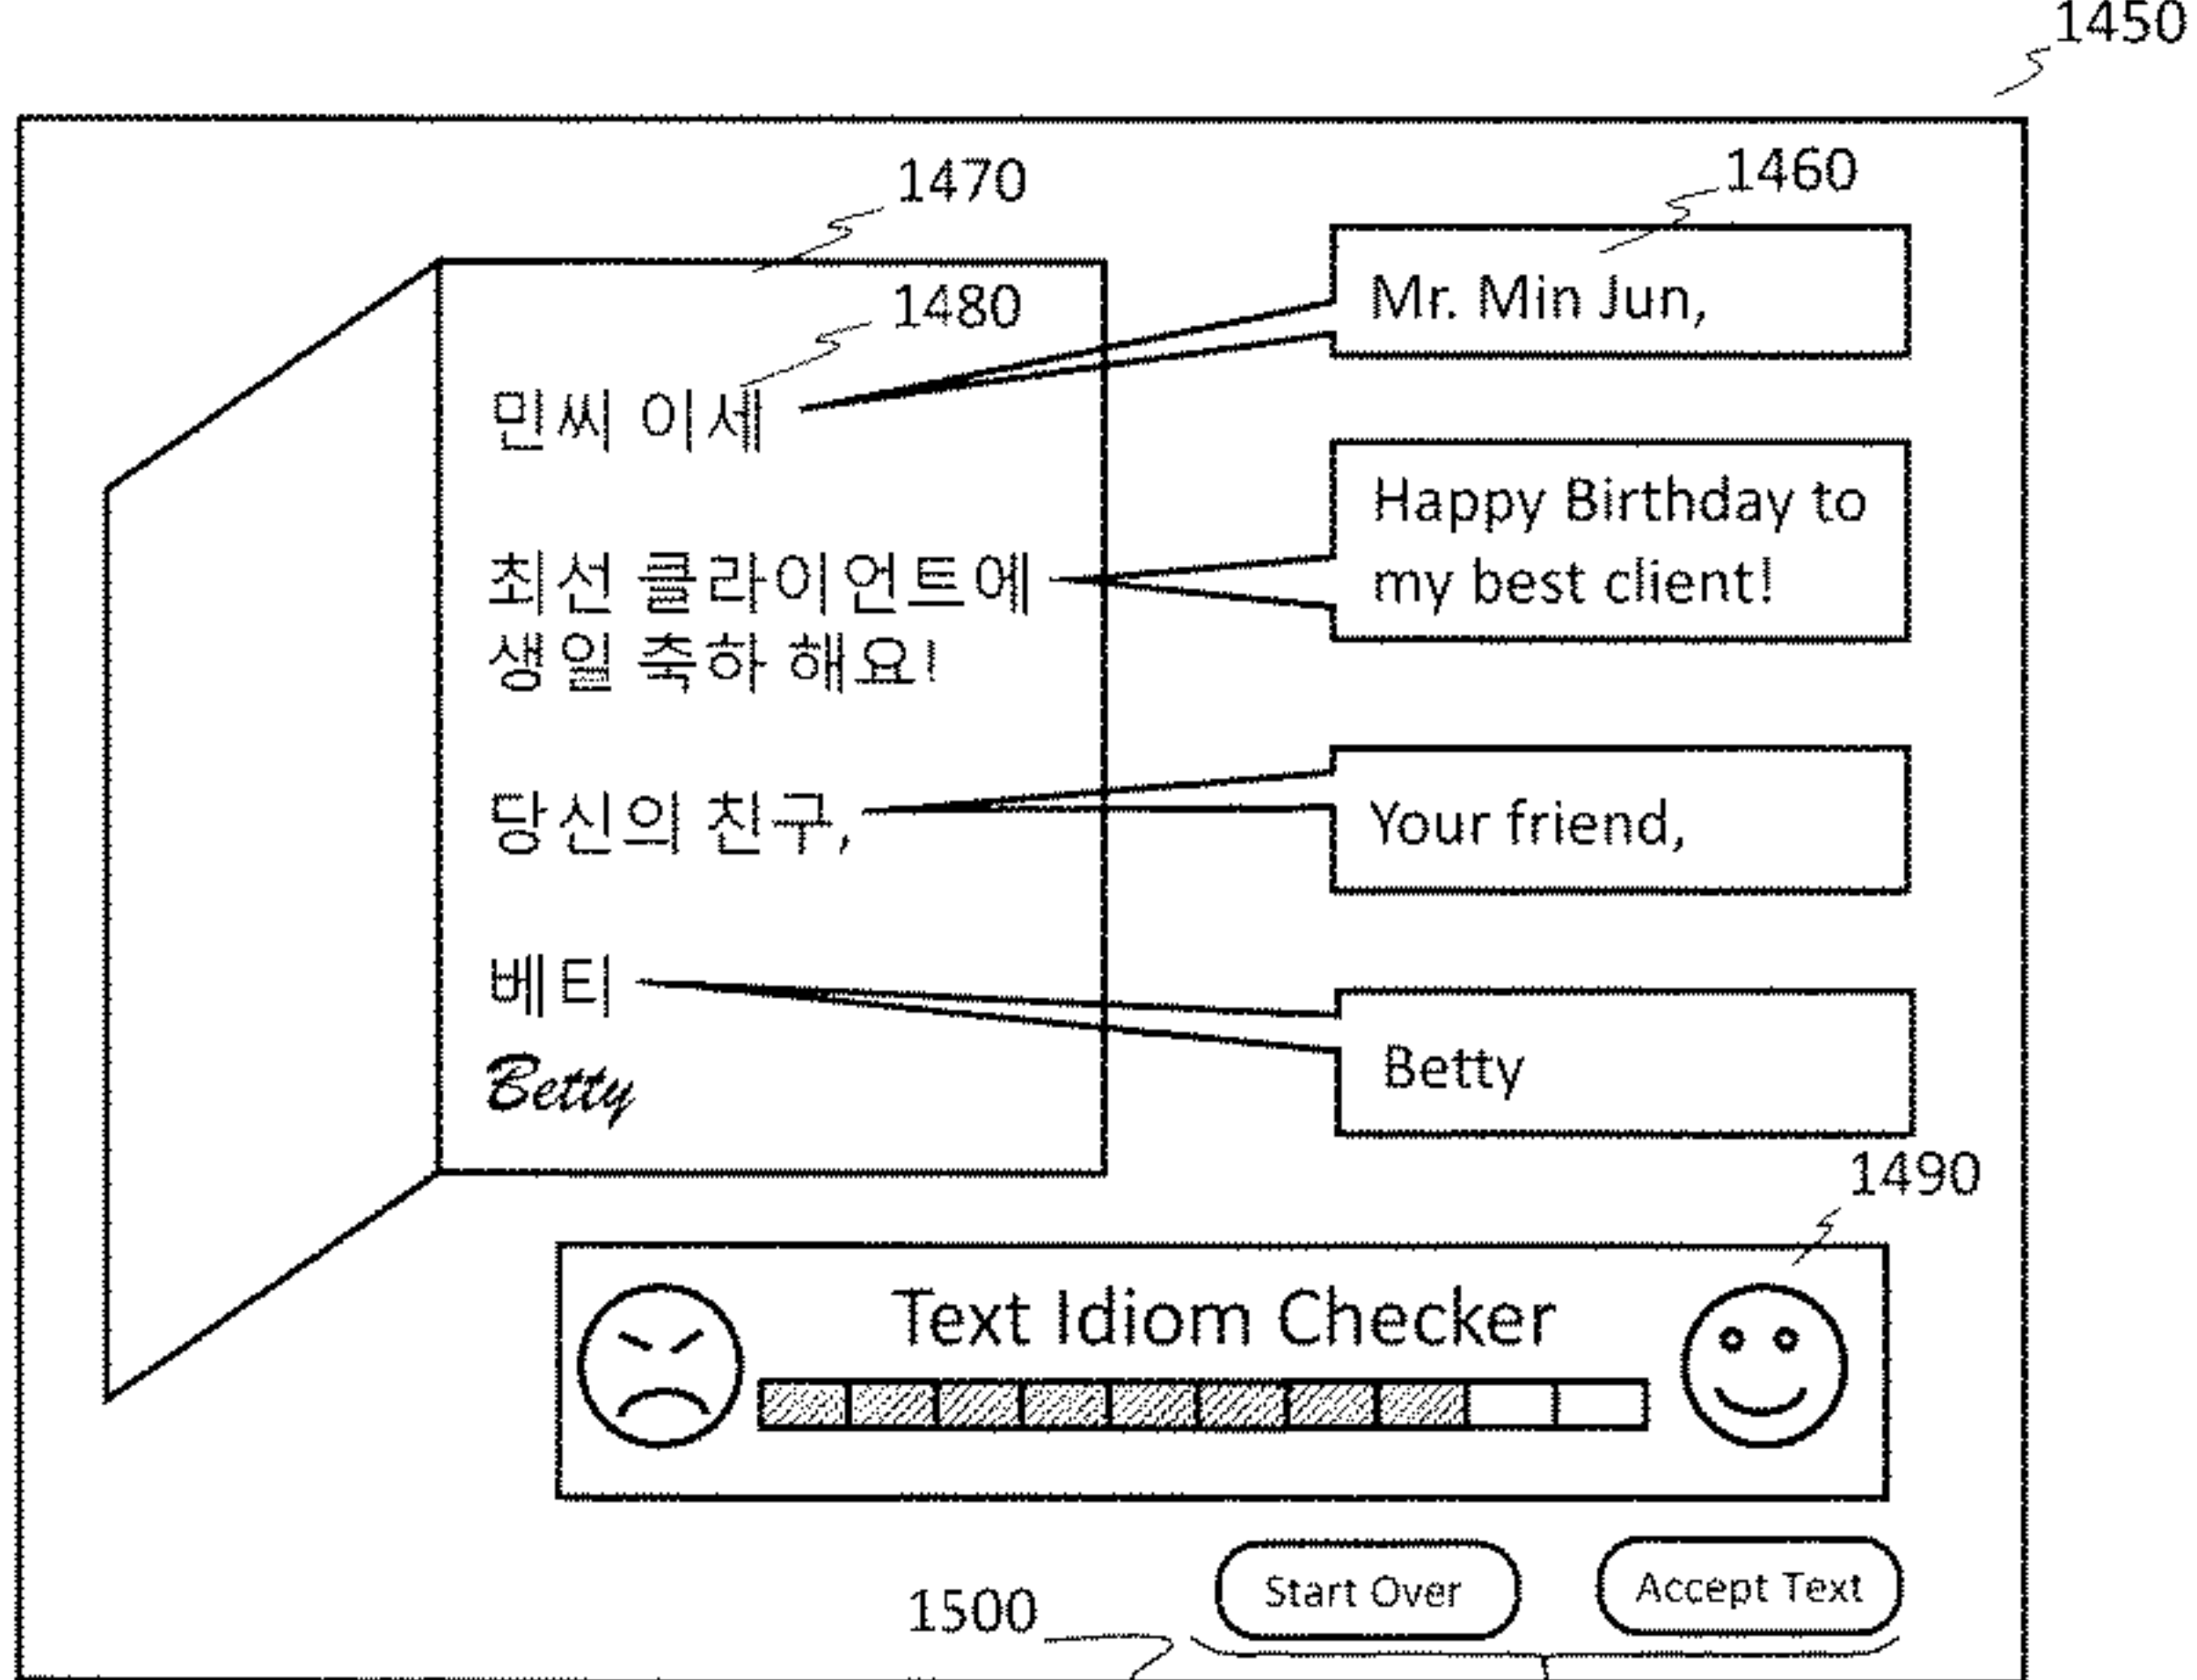 1450
1470
1460
1480
Mr. Min Jun,
민씨 이세
Happy Birthday to
my best client!
최선 클라이언트에
생일 축하 해요!
당신의 친구,
Your friend,
베티
Betty
Betty
1490
Text Idiom Checker
Start Over
Accept Text
1500